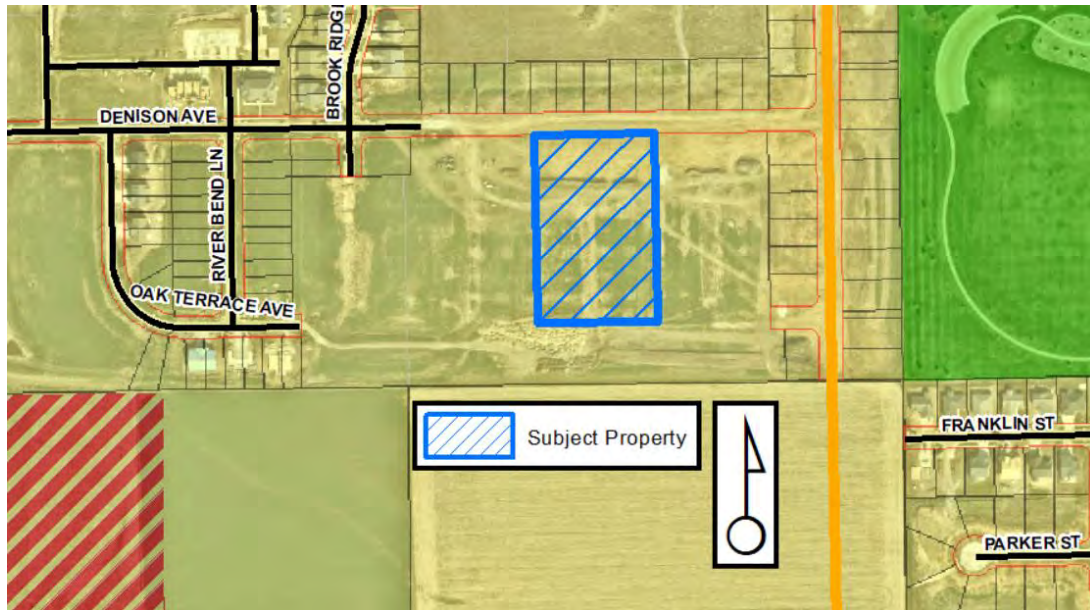 BROOK RIDG
DENISON AVE
RIVER BEND LN
OAK TERRACE AVE
Subject Property
FRANKLIN ST
PARKER ST